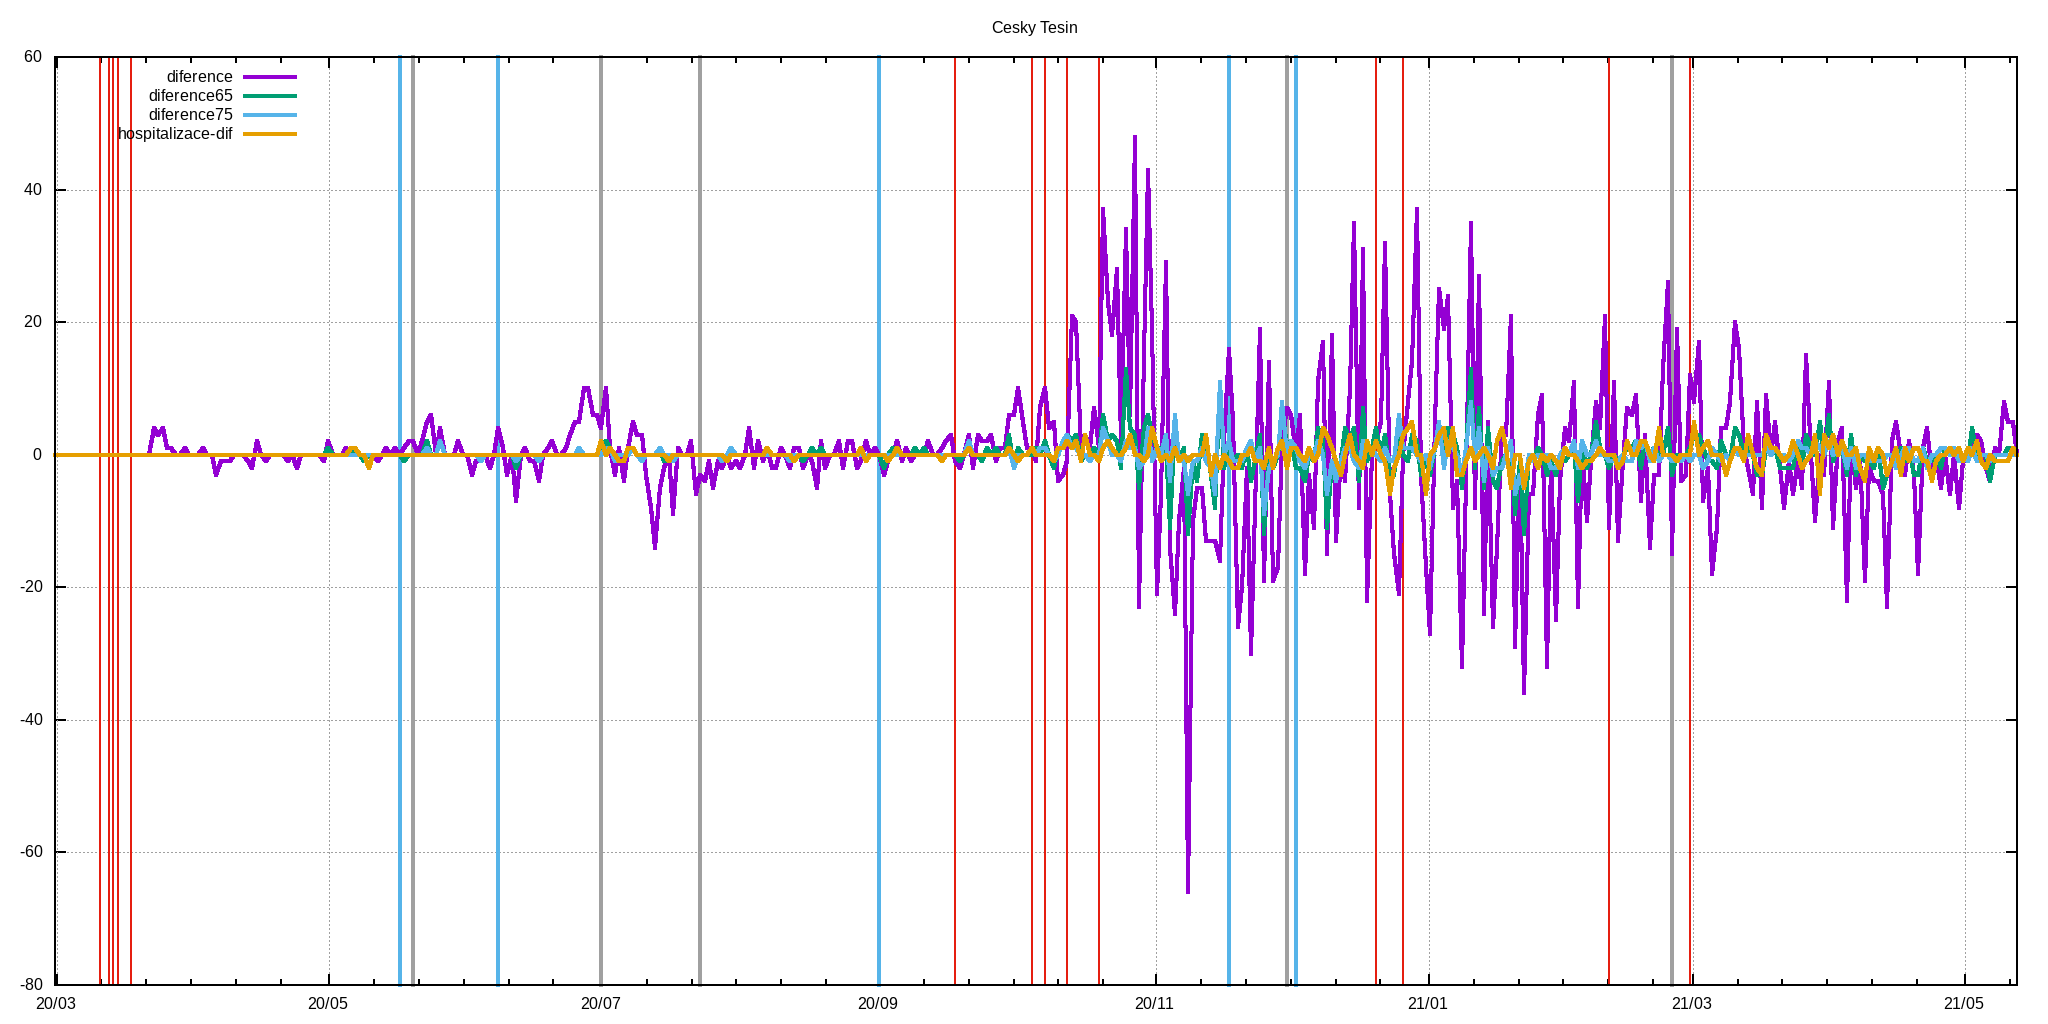 Cesky Tesin
60
40
20
0
-20
-40
-60
-80
diference
diference65
diference75
hospitalizace-dif
20/03 20/05 20/07 20/09 20/11 21/01 21/03 21/05